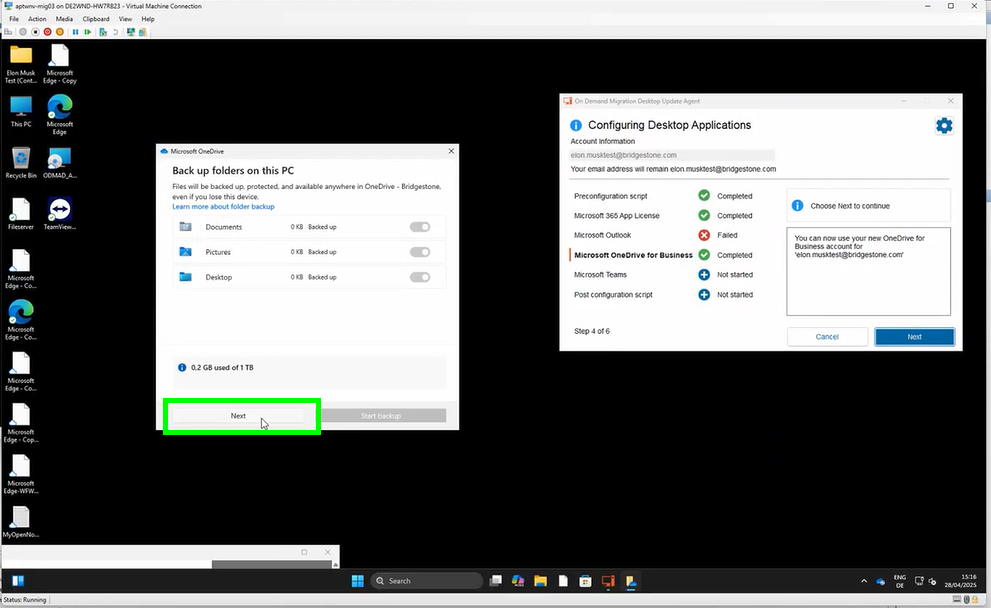 aptwnv-mig03 on DE2WND-HW7RB23 - Virtual Machine Connection
File Action Media Clipboard View Help
Elon Musk Test (Cont...
Microsoft Edge - Copy
This PC
Microsoft Edge
Recycle Bin
ODMAD_A...
Fileserver
TeamView...
Microsoft Edge - Co...
Microsoft Edge - Co...
Microsoft Edge - Co...
Microsoft Edge - Cop...
Microsoft Edge-WFW...
MyOpenNo...
Microsoft OneDrive
Back up folders on this PC
Files will be backed up, protected, and available anywhere in OneDrive - Bridgestone,
even if you lose this device.
Learn more about folder backup
Documents 0 KB Backed up
Pictures 0 KB Backed up
Desktop 0 KB Backed up
0.2 GB used of 1 TB
Next Start backup
On Demand Migration Desktop Update Agent
Configuring Desktop Applications
Account Information
elon.musktest@bridgestone.com
Your email address will remain elon.musktest@bridgestone.com
Preconfiguration script Completed
Microsoft 365 App License Completed
Microsoft Outlook Failed
Microsoft OneDrive for Business Completed
Microsoft Teams Not started
Post configuration script Not started
Choose Next to continue
You can now use your new OneDrive for
Business account for
'elon.musktest@bridgestone.com'
Step 4 of 6
Cancel Next
Search
ENG
DE
15:16
28/04/2025
Status: Running